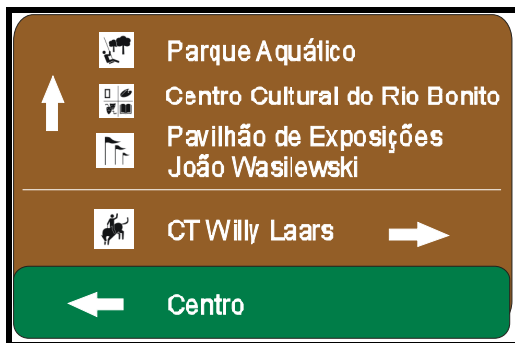 Parque Aquático
Centro Cultural do Rio Bonito
Pavilhão de Exposições
João Wasilewski
CT Willy Laars
Centro